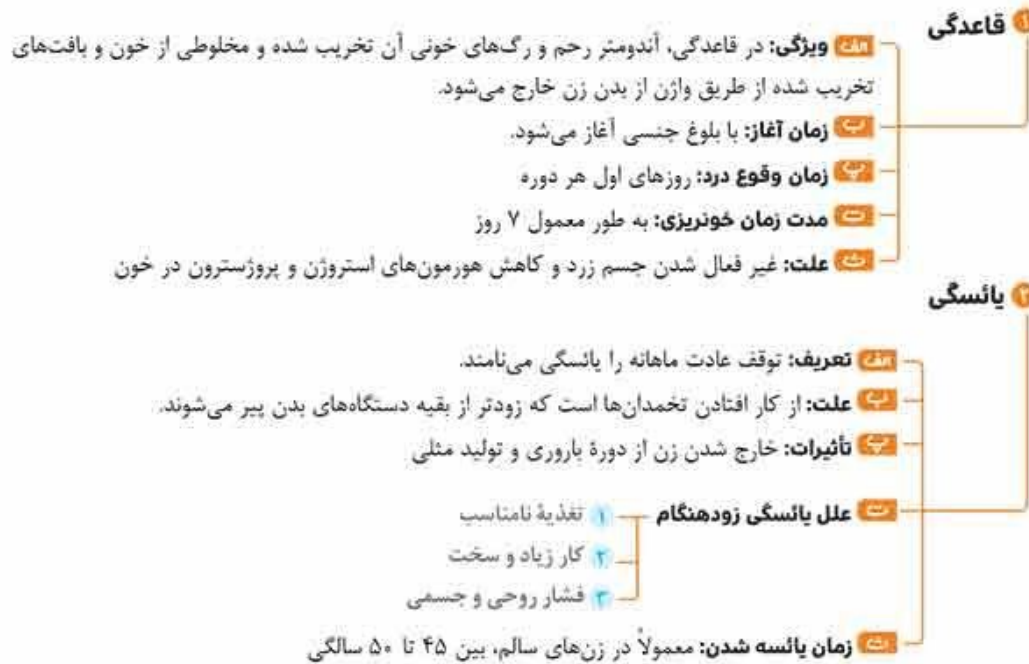 ۱ قاعدگی
الف ویژگی: در قاعدگی، آندومتر رحم و رگ‌های خونی آن تخریب شده و مخلوطی از خون و بافت‌های
تخریب شده از طریق واژن از بدن زن خارج می‌شود.
ب زمان آغاز: با بلوغ جنسی آغاز می‌شود.
پ زمان وقوع درد: روزهای اول هر دوره
ت مدت زمان خونریزی: به طور معمول ۷ روز
ث علت: غیر فعال شدن جسم زرد و کاهش هورمون‌های استروژن و پروژسترون در خون
۲ یائسگی
الف تعریف: توقف عادت ماهانه را یائسگی می‌نامند.
ب علت: از کار افتادن تخمدان‌ها است که زودتر از بقیه دستگاه‌های بدن پیر می‌شوند.
پ تأثیرات: خارج شدن زن از دورهٔ باروری و تولید مثلی
ت علل یائسگی زودهنگام ۱ تغذیهٔ نامناسب
۲ کار زیاد و سخت
۳ فشار روحی و جسمی
ث زمان یائسه شدن: معمولاً در زن‌های سالم، بین ۴۵ تا ۵۰ سالگی